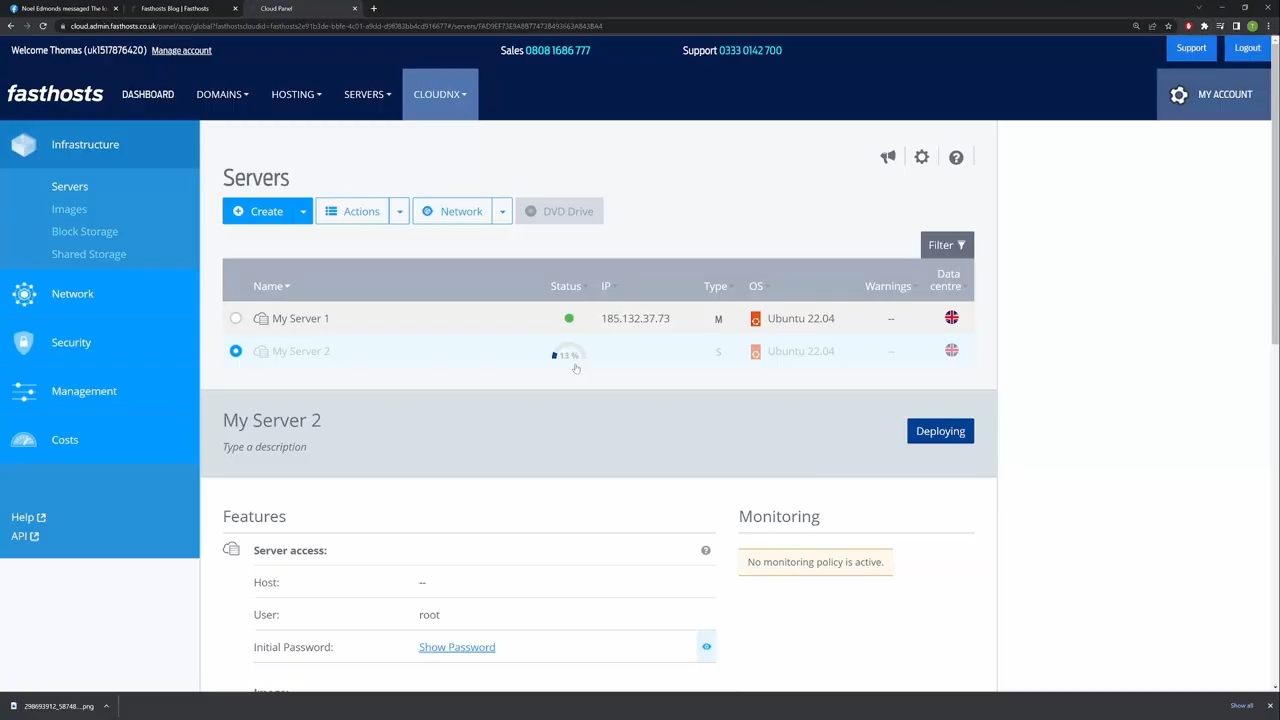 Noel Edmonds messaged The Io
Fasthosts Blog | Fasthosts
Cloud Panel
cloud.admin.fasthosts.co.uk/panel/app/global?fasthostscloudid=fasthosts2e91b3de-bbfe-4c01-a9dd-d9f083bb4cd916677#/servers/FAD9EF73E9A8B77473B493663A843BA4
Welcome Thomas (uk1517876420) Manage account
Sales 0808 1686 777
Support 0333 0142 700
Support
Logout
fasthosts
DASHBOARD
DOMAINS
HOSTING
SERVERS
CLOUDNX
MY ACCOUNT
Infrastructure
Servers
Images
Block Storage
Shared Storage
Network
Security
Management
Costs
Help
API
Servers
Create
Actions
Network
DVD Drive
Filter
Name Status IP Type OS Warnings Data centre
My Server 1 185.132.37.73 M Ubuntu 22.04 --
My Server 2 13 % S Ubuntu 22.04 --
My Server 2
Type a description
Deploying
Features
Server access:
Host: --
User: root
Initial Password: Show Password
Monitoring
No monitoring policy is active.
298693912_58748....png
Show all